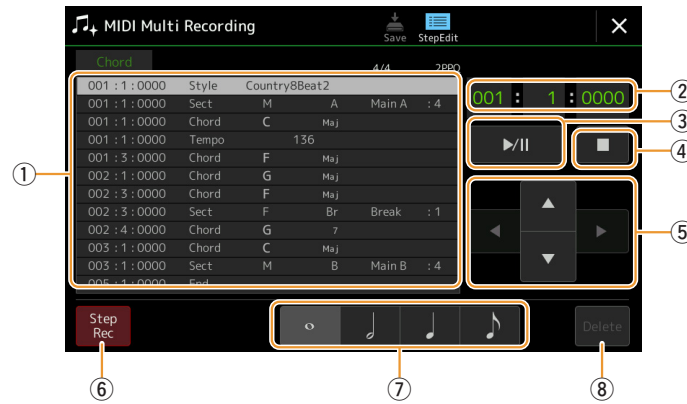 MIDI Multi Recording
Save
StepEdit
Chord
4/4
2PPQ
001 : 1 : 0000 Style Country8Beat2
001 : 1 : 0000 Sect M A Main A : 4
001 : 1 : 0000 Chord C Maj
001 : 1 : 0000 Tempo 136
001 : 3 : 0000 Chord F Maj
002 : 1 : 0000 Chord G Maj
002 : 3 : 0000 Chord F Maj
002 : 3 : 0000 Sect F Br Break : 1
002 : 4 : 0000 Chord G 7
003 : 1 : 0000 Chord C Maj
003 : 1 : 0000 Sect M B Main B : 4
005 : 1 : 0000 End
001 : 1 : 0000
Step
Rec
Delete
①
②
③
④
⑤
⑥
⑦
⑧